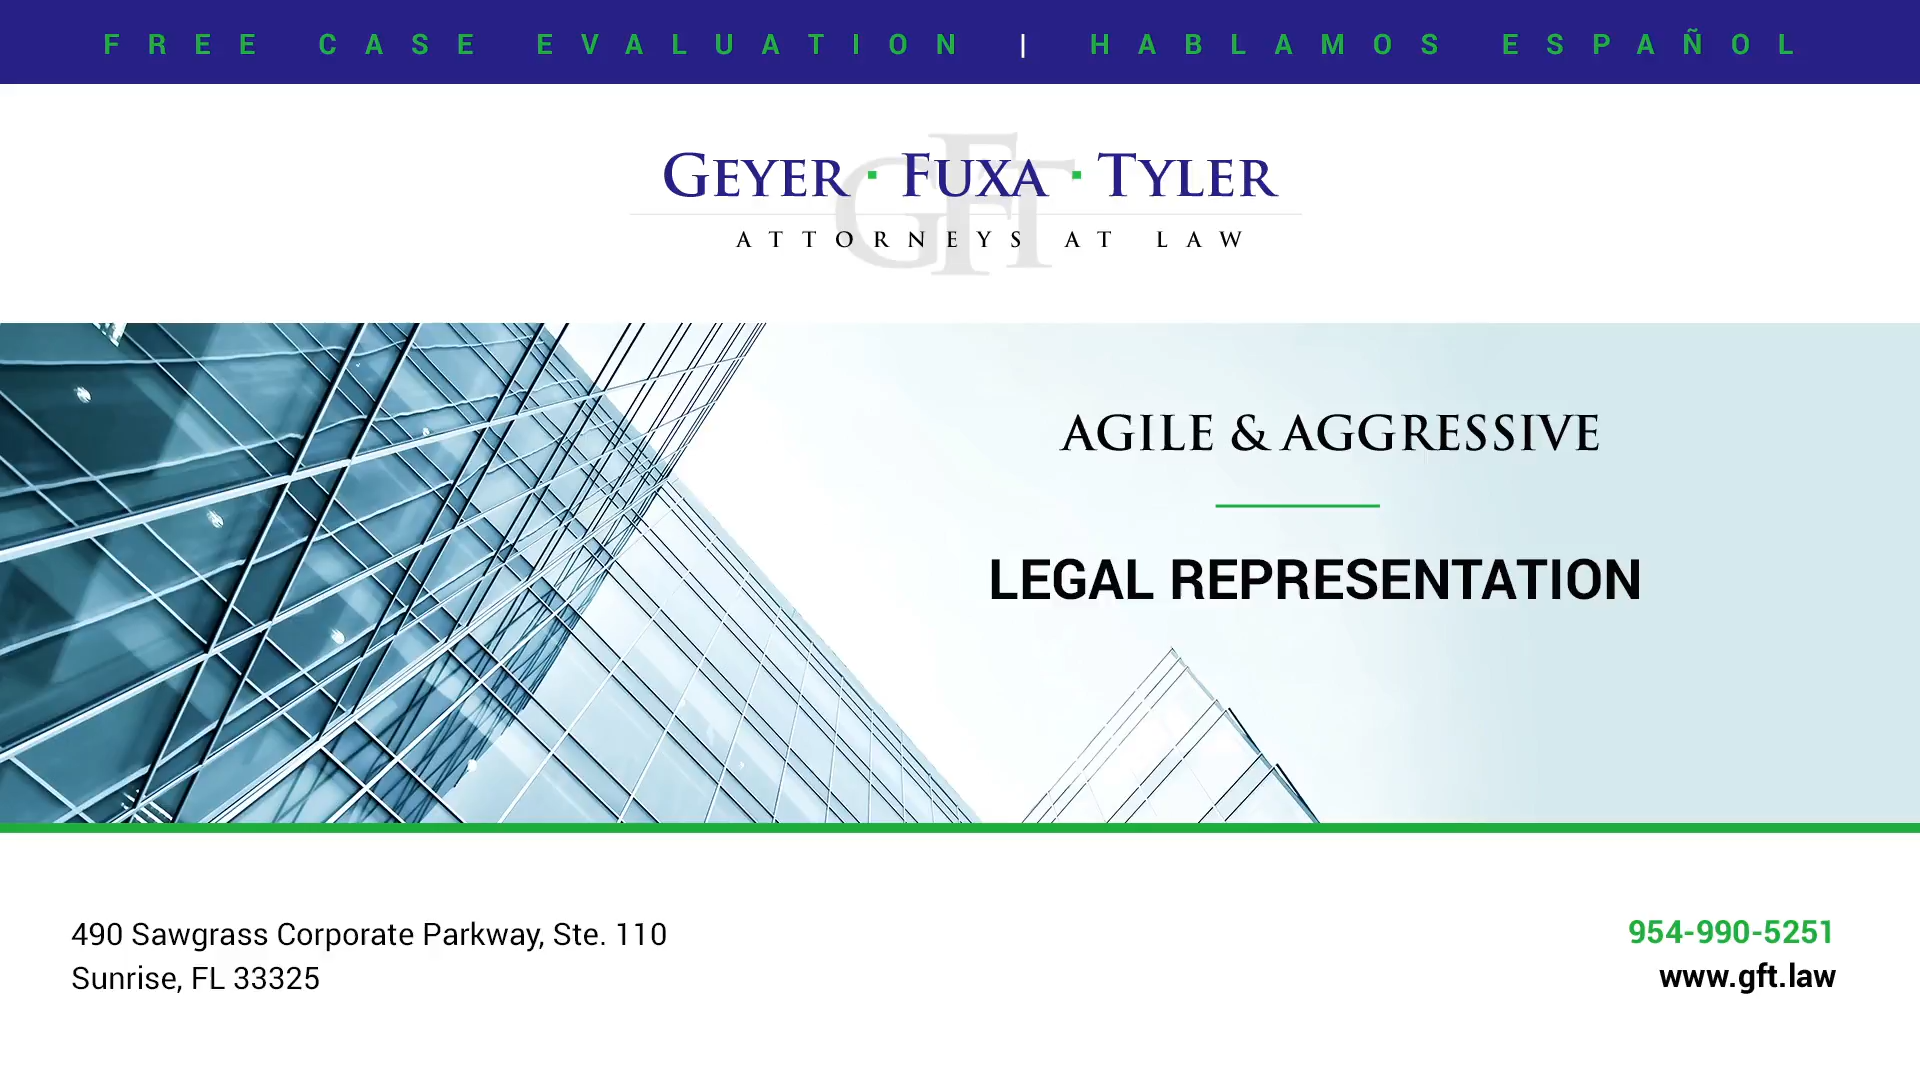 FREE CASE EVALUATION | HABLAMOS ESPAÑOL
GFT
GEYER · FUXA · TYLER
ATTORNEYS AT LAW
AGILE & AGGRESSIVE
LEGAL REPRESENTATION
490 Sawgrass Corporate Parkway, Ste. 110
Sunrise, FL 33325
954-990-5251
www.gft.law